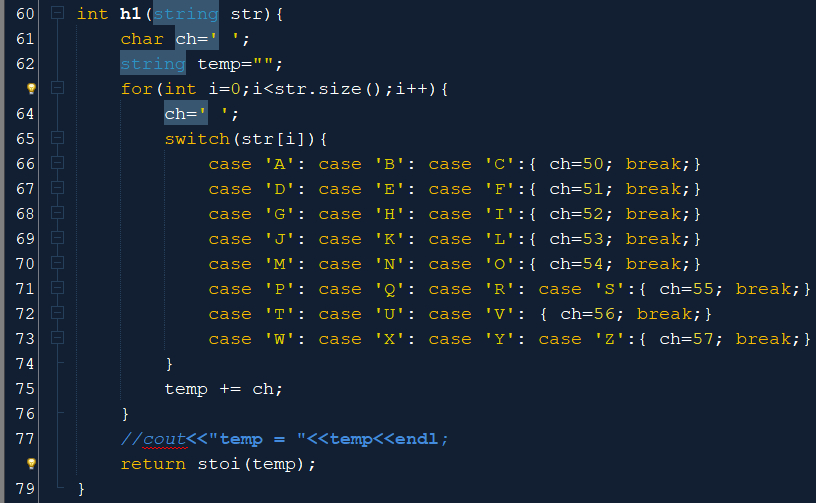 60 int h1(string str){
61 char ch=' ';
62 string temp="";
for(int i=0;i<str.size();i++){
64 ch=' ';
65 switch(str[i]){
66 case 'A': case 'B': case 'C':{ ch=50; break;}
67 case 'D': case 'E': case 'F':{ ch=51; break;}
68 case 'G': case 'H': case 'I':{ ch=52; break;}
69 case 'J': case 'K': case 'L':{ ch=53; break;}
70 case 'M': case 'N': case 'O':{ ch=54; break;}
71 case 'P': case 'Q': case 'R': case 'S':{ ch=55; break;}
72 case 'T': case 'U': case 'V': { ch=56; break;}
73 case 'W': case 'X': case 'Y': case 'Z':{ ch=57; break;}
74 }
75 temp += ch;
76 }
77 //cout<<"temp = "<<temp<<endl;
return stoi(temp);
79 }